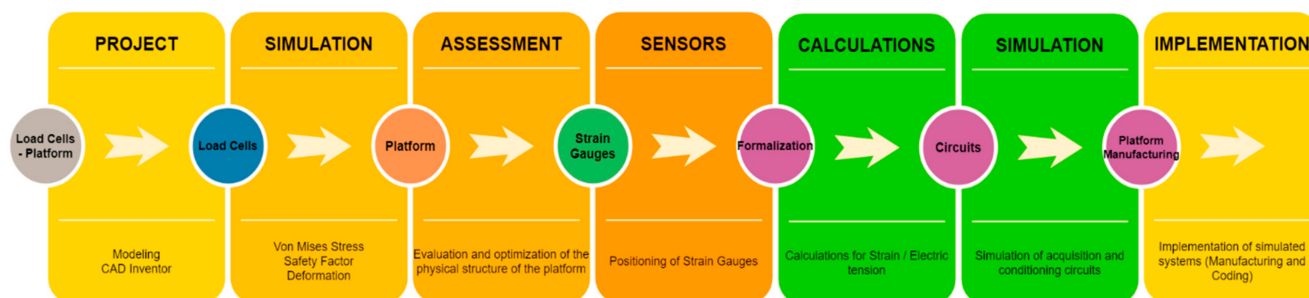 PROJECT
SIMULATION
ASSESSMENT
SENSORS
CALCULATIONS
SIMULATION
IMPLEMENTATION
Load Cells
- Platform
Load Cells
Platform
Strain
Gauges
Formalization
Circuits
Platform
Manufacturing
Modeling
CAD Inventor
Von Mises Stress
Safety Factor
Deformation
Evaluation and optimization of the
physical structure of the platform
Positioning of Strain Gauges
Calculations for Strain / Electric
tension
Simulation of acquisition and
conditioning circuits
Implementation of simulated
systems (Manufacturing and
Coding)